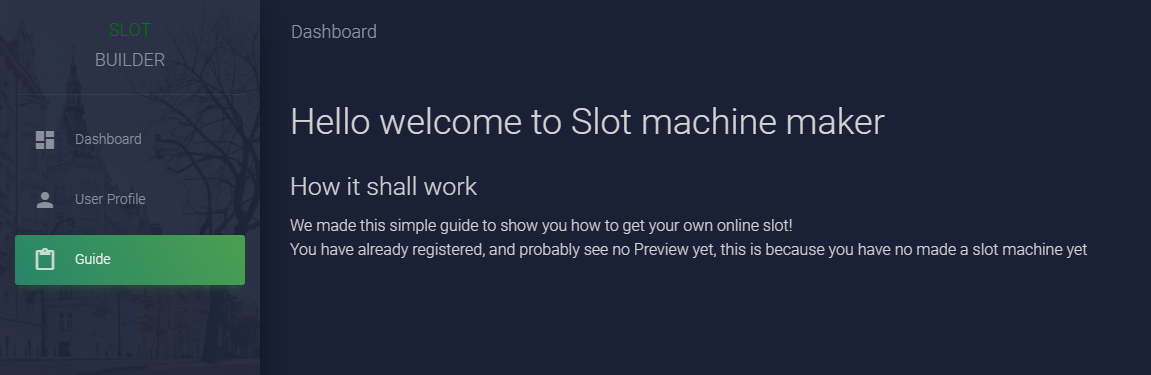 SLOT
BUILDER
Dashboard
User Profile
Guide
Dashboard
Hello welcome to Slot machine maker
How it shall work
We made this simple guide to show you how to get your own online slot!
You have already registered, and probably see no Preview yet, this is because you have no made a slot machine yet